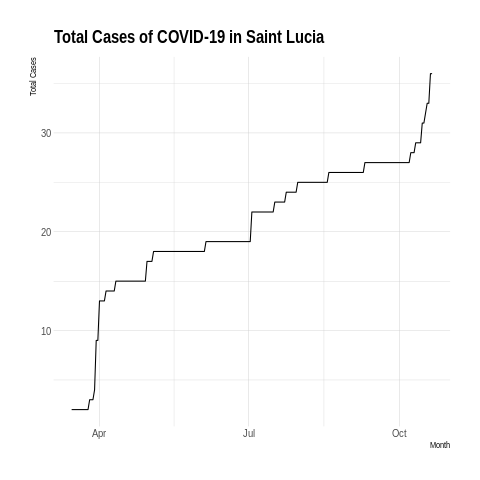 Total Cases of COVID-19 in Saint Lucia
Total Cases
30
20
10
Apr Jul Oct
Month